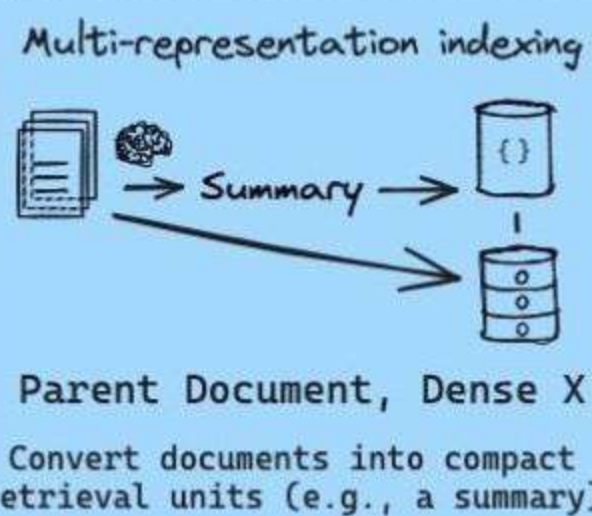 Multi-representation indexing
{}
Summary
Parent Document, Dense X
Convert documents into compact
etrieval units (e.g., a summary)